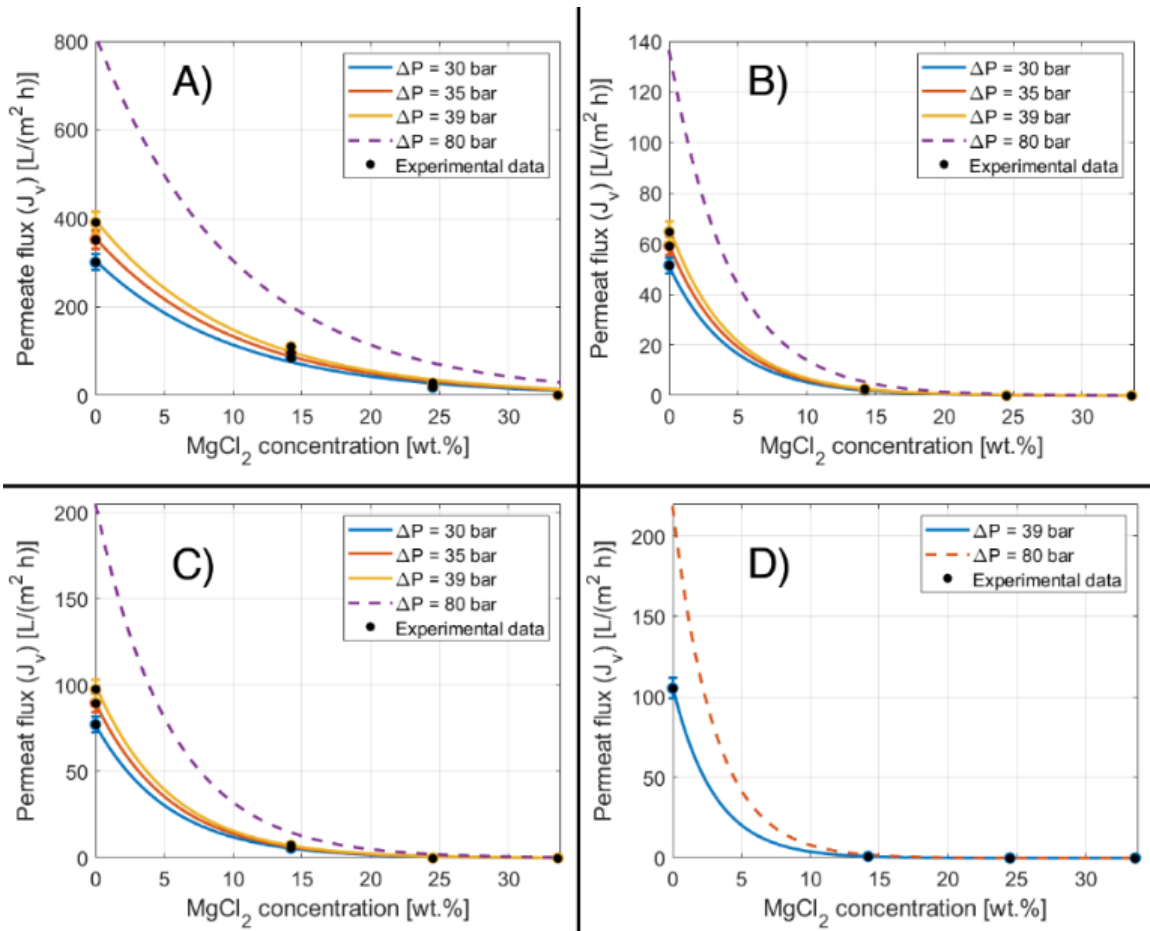 A)
800
600
400
200
0
Permeate flux (Jv) [L/(m2 h)]
ΔP = 30 bar
ΔP = 35 bar
ΔP = 39 bar
ΔP = 80 bar
Experimental data
0 5 10 15 20 25 30
MgCl2 concentration [wt.%]
B)
140
120
100
80
60
40
20
0
Permeat flux (Jv) [L/(m2 h)]
ΔP = 30 bar
ΔP = 35 bar
ΔP = 39 bar
ΔP = 80 bar
Experimental data
0 5 10 15 20 25 30
MgCl2 concentration [wt.%]
C)
200
150
100
50
0
Permeat flux (Jv) [L/(m2 h)]
ΔP = 30 bar
ΔP = 35 bar
ΔP = 39 bar
ΔP = 80 bar
Experimental data
0 5 10 15 20 25 30
MgCl2 concentration [wt.%]
D)
200
150
100
50
0
Permeat flux (Jv) [L/(m2 h)]
ΔP = 39 bar
ΔP = 80 bar
Experimental data
0 5 10 15 20 25 30
MgCl2 concentration [wt.%]